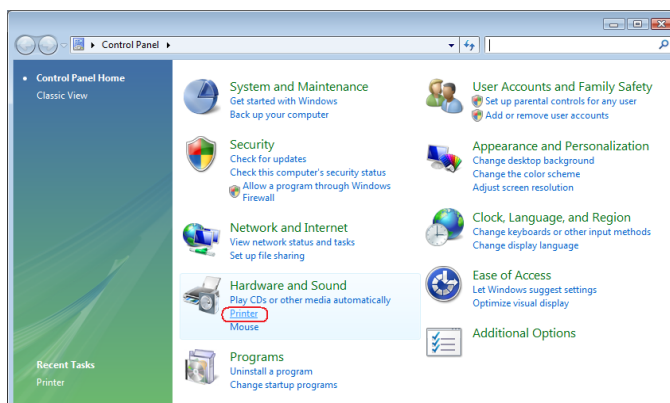 Control Panel
Control Panel Home
Classic View
System and Maintenance
Get started with Windows
Back up your computer
Security
Check for updates
Check this computer's security status
Allow a program through Windows
Firewall
Network and Internet
View network status and tasks
Set up file sharing
Hardware and Sound
Play CDs or other media automatically
Printer
Mouse
Programs
Uninstall a program
Change startup programs
User Accounts and Family Safety
Set up parental controls for any user
Add or remove user accounts
Appearance and Personalization
Change desktop background
Change the color scheme
Adjust screen resolution
Clock, Language, and Region
Change keyboards or other input methods
Change display language
Ease of Access
Let Windows suggest settings
Optimize visual display
Additional Options
Recent Tasks
Printer